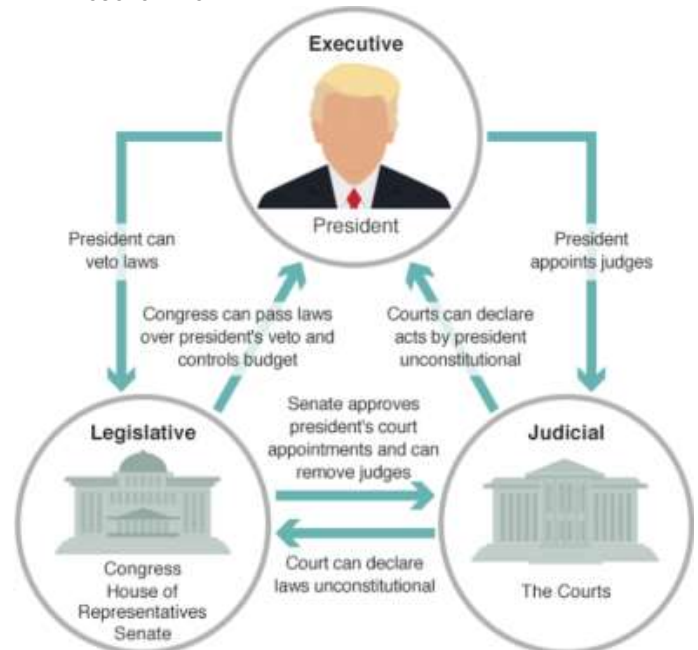 Executive
President
President can
veto laws
President
appoints judges
Congress can pass laws
over president's veto and
controls budget
Courts can declare
acts by president
unconstitutional
Legislative
Congress
House of
Representatives
Senate
Senate approves
president's court
appointments and can
remove judges
Court can declare
laws unconstitutional
Judicial
The Courts